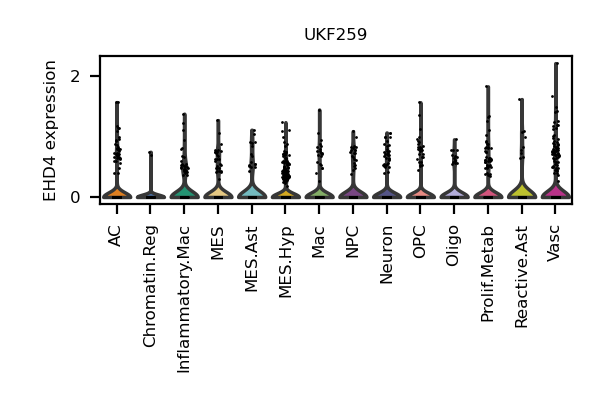 UKF259
EHD4 expression
2
0
AC
Chromatin.Reg
Inflammatory.Mac
MES
MES.Ast
MES.Hyp
Mac
NPC
Neuron
OPC
Oligo
Prolif.Metab
Reactive.Ast
Vasc